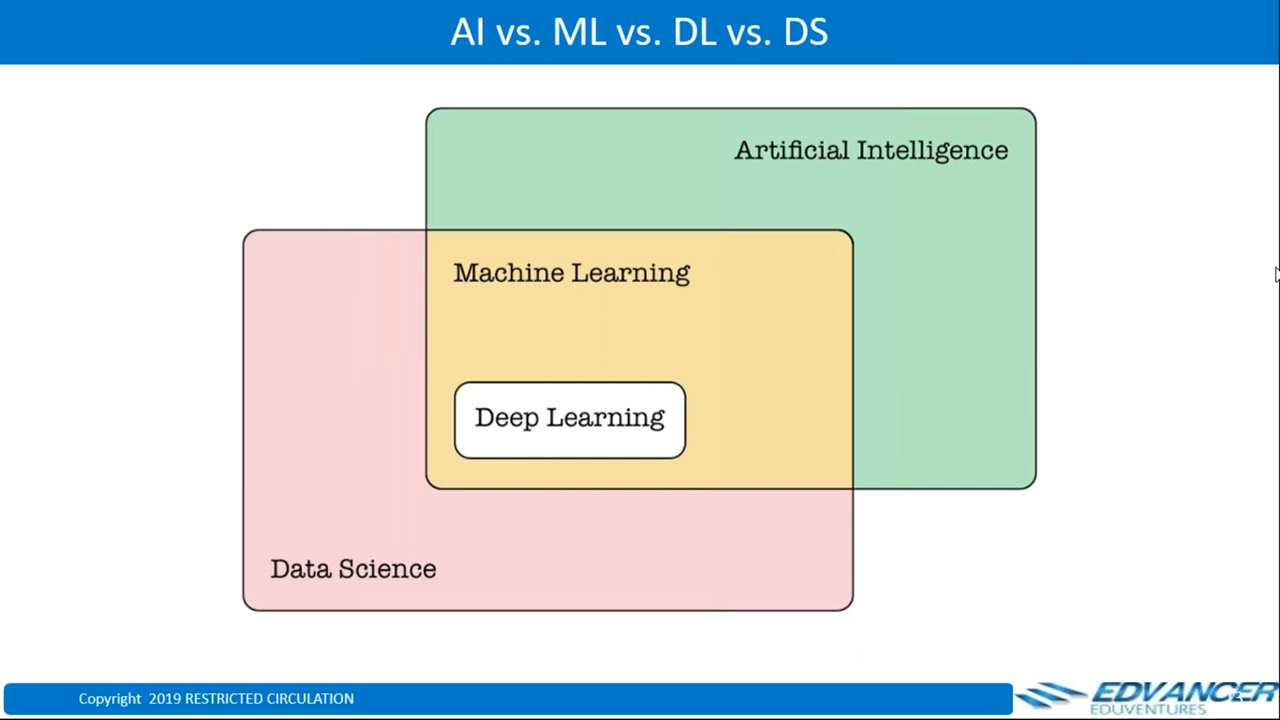 AI vs. ML vs. DL vs. DS
Artificial Intelligence
Machine Learning
Deep Learning
Data Science
Copyright 2019 RESTRICTED CIRCULATION
EDVANCER
EDUVENTURES